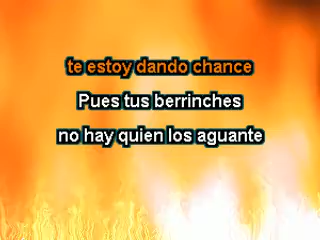 te estoy dando chance
Pues tus berrinches
no hay quien los aguante